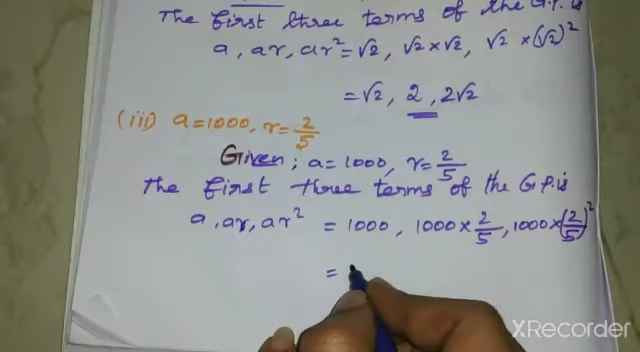 The first three terms of the G.P. is
a, ar, ar² = √2, √2 × √2, √2 × (√2)²
= √2, 2, 2√2
(iii) a = 1000, r = 2/5
Given; a = 1000, r = 2/5
The first three terms of the G.P. is
a, ar, ar² = 1000, 1000 × 2/5, 1000 × (2/5)²
=
XRecorder